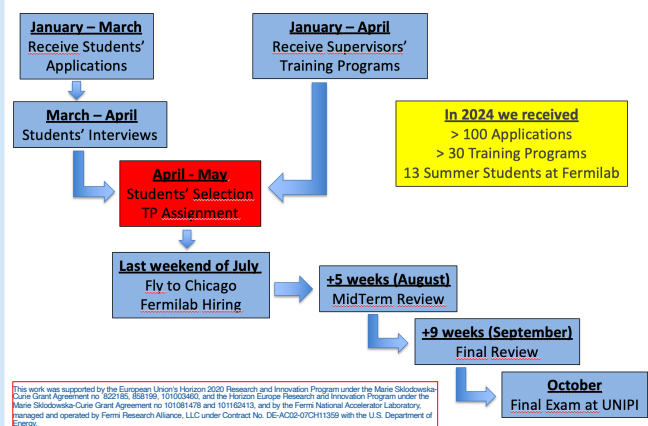 January – March
Receive Students'
Applications
January – April
Receive Supervisors'
Training Programs
March – April
Students' Interviews
In 2024 we received
> 100 Applications
> 30 Training Programs
13 Summer Students at Fermilab
April - May
Students' Selection
TP Assignment
Last weekend of July
Fly to Chicago
Fermilab Hiring
+5 weeks (August)
MidTerm Review
+9 weeks (September)
Final Review
October
Final Exam at UNIPI
This work was supported by the European Union's Horizon 2020 Research and Innovation Program under the Marie Sklodowska-
Curie Grant Agreement no 822185, 858199, 101003460, and the Horizon Europe Research and Innovation Program under the
Marie Sklodowska-Curie Grant Agreement no 101081478 and 101162413, and by the Fermi National Accelerator Laboratory,
managed and operated by Fermi Research Alliance, LLC under Contract No. DE-AC02-07CH11359 with the U.S. Department of
Energy.